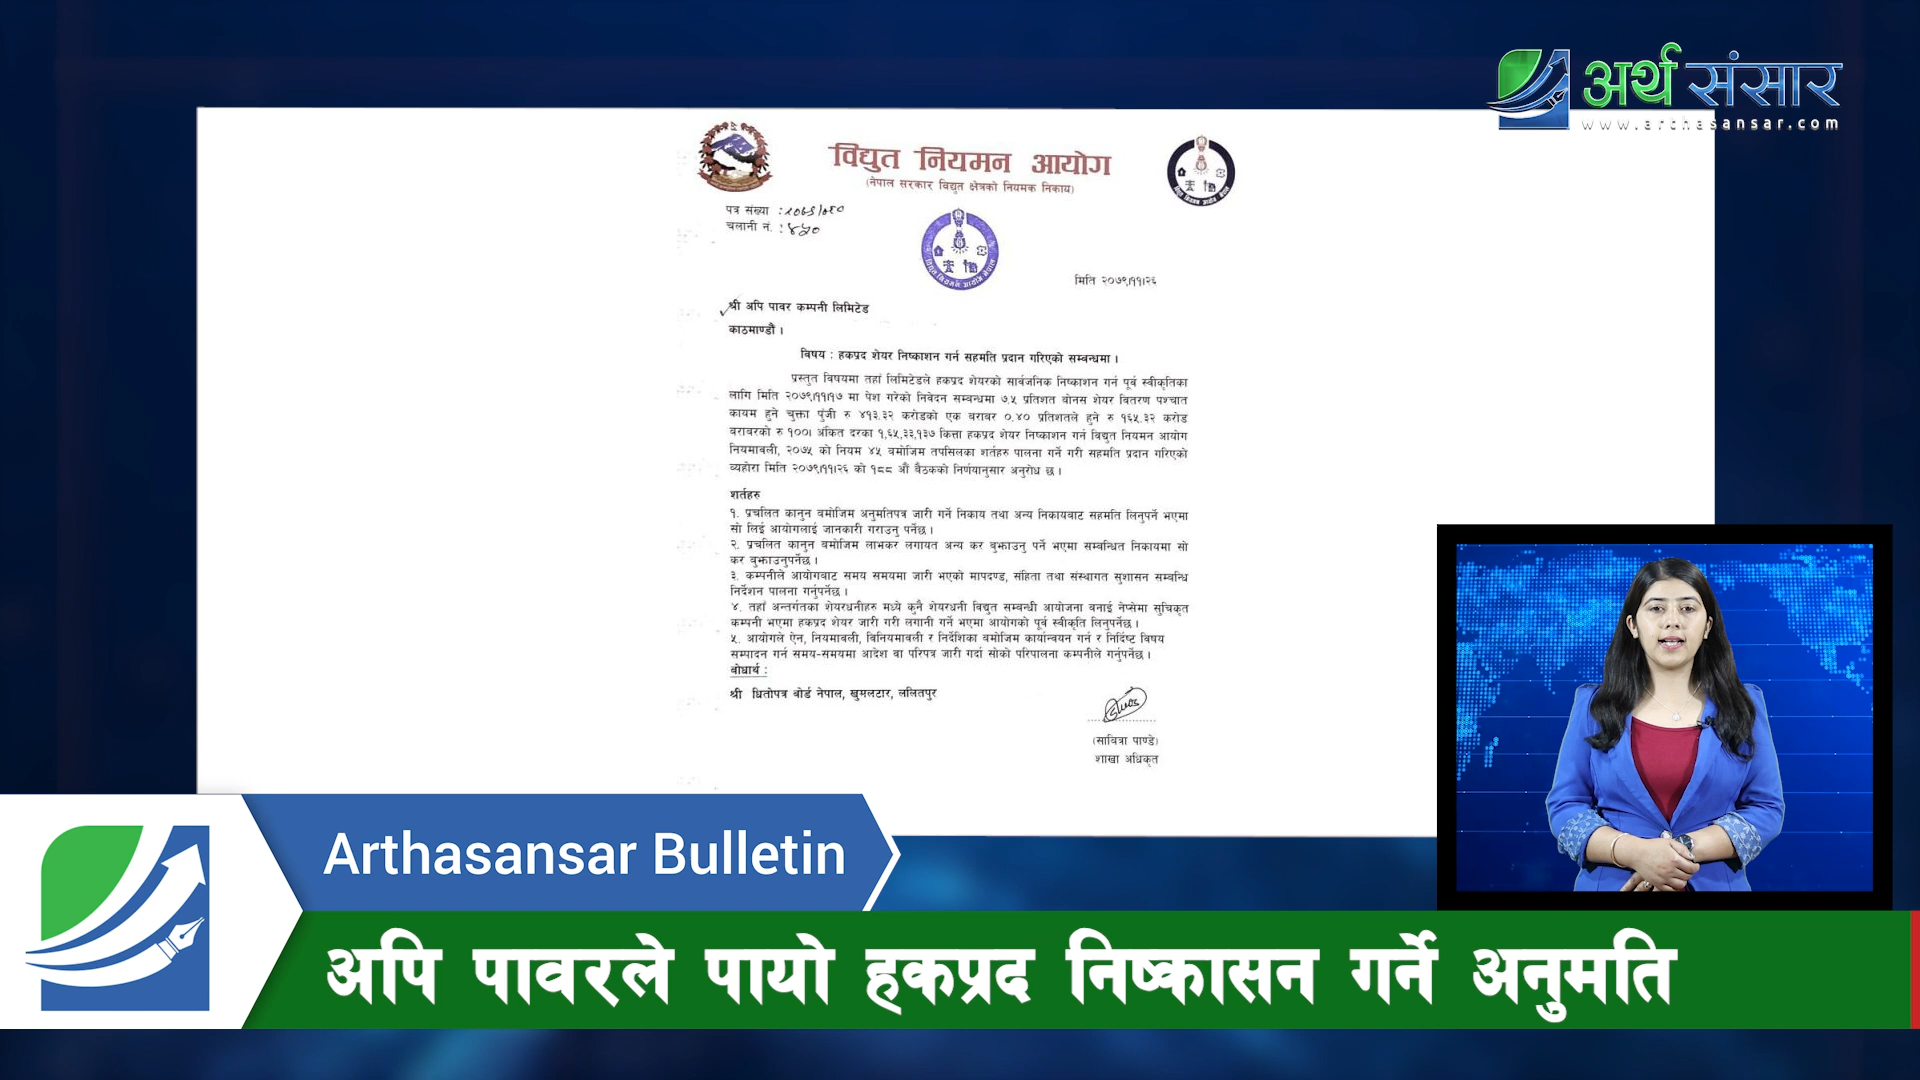 अर्थ संसार
www.arthasansar.com
विद्युत नियमन आयोग
(नेपाल सरकार विद्युत क्षेत्रको नियमक निकाय)
पत्र संख्या :
चलानी नं. :
विद्युत नियमन आयोग नेपाल
मिति २०७९।११।२६
श्री अपि पावर कम्पनी लिमिटेड
काठमाण्डौं ।
विषय : हकप्रद शेयर निष्काशन गर्न सहमति प्रदान गरिएको सम्बन्धमा ।
प्रस्तुत विषयमा तहाँ लिमिटेडले हकप्रद शेयरको सार्वजनिक निष्काशन गर्न पूर्व स्वीकृतिका
लागि मिति २०७९।११।१७ मा पेश गरेको निवेदन सम्बन्धमा ७.५ प्रतिशत बोनस शेयर वितरण पश्चात
कायम हुने चुक्ता पुंजी रु ४१३.३२ करोडको एक बराबर ०.४० प्रतिशतले हुने रु १६५.३२ करोड
बराबरको रु १००। अंकित दरका १,६५,३३,१३७ कित्ता हकप्रद शेयर निष्काशन गर्न विद्युत नियमन आयोग
नियमावली, २०७५ को नियम ४५ बमोजिम तपसिलका शर्तहरु पालना गर्ने गरी सहमति प्रदान गरिएको
व्यहोरा मिति २०७९।११।२६ को १८८ औं बैठकको निर्णयानुसार अनुरोध छ ।
शर्तहरु
१. प्रचलित कानुन बमोजिम अनुमतिपत्र जारी गर्ने निकाय तथा अन्य निकायबाट सहमति लिनुपर्ने भएमा
सो लिई आयोगलाई जानकारी गराउनु पर्नेछ ।
२. प्रचलित कानुन बमोजिम लाभकर लगायत अन्य कर बुझाउनु पर्ने भएमा सम्बन्धित निकायमा सो
कर बुझाउनुपर्नेछ ।
३. कम्पनीले आयोगबाट समय समयमा जारी भएको मापदण्ड, संहिता तथा संस्थागत सुशासन सम्बन्धि
निर्देशन पालना गर्नुपर्नेछ ।
४. तहाँ अन्तर्गतका शेयरधनीहरु मध्ये कुनै शेयरधनी विद्युत सम्बन्धी आयोजना बनाई नेप्सेमा सुचिकृत
कम्पनी भएमा हकप्रद शेयर जारी गरी लगानी गर्ने भएमा आयोगको पूर्व स्वीकृति लिनुपर्नेछ ।
५. आयोगले ऐन, नियमावली, विनियमावली र निर्देशिका बमोजिम कार्यान्वयन गर्न र निर्दिष्ट विषय
सम्पादन गर्न समय-समयमा आदेश वा परिपत्र जारी गर्दा सोको परिपालना कम्पनीले गर्नुपर्नेछ ।
बोधार्थ :
श्री धितोपत्र बोर्ड नेपाल, खुमलटार, ललितपुर
(सावित्रा पाण्डे)
शाखा अधिकृत
Arthasansar Bulletin
अपि पावरले पायो हकप्रद निष्कासन गर्ने अनुमति